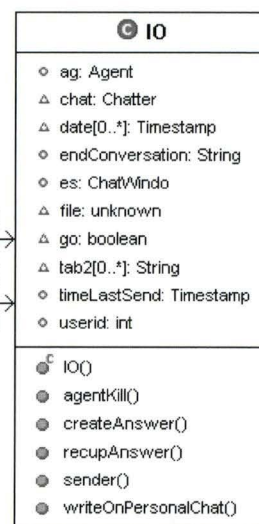 C IO
ag: Agent
chat: Chatter
date[0..*]: Timestamp
endConversation: String
es: ChatWindo
file: unknown
go: boolean
tab2[0..*]: String
timeLastSend: Timestamp
userid: int
C IO()
agentKill()
createAnswer()
recupAnswer()
sender()
writeOnPersonalChat()